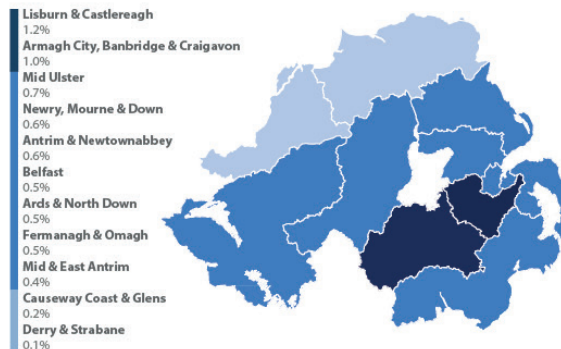 Lisburn & Castlereagh
1.2%
Armagh City, Banbridge & Craigavon
1.0%
Mid Ulster
0.7%
Newry, Mourne & Down
0.6%
Antrim & Newtownabbey
0.6%
Belfast
0.5%
Ards & North Down
0.5%
Fermanagh & Omagh
0.5%
Mid & East Antrim
0.4%
Causeway Coast & Glens
0.2%
Derry & Strabane
0.1%